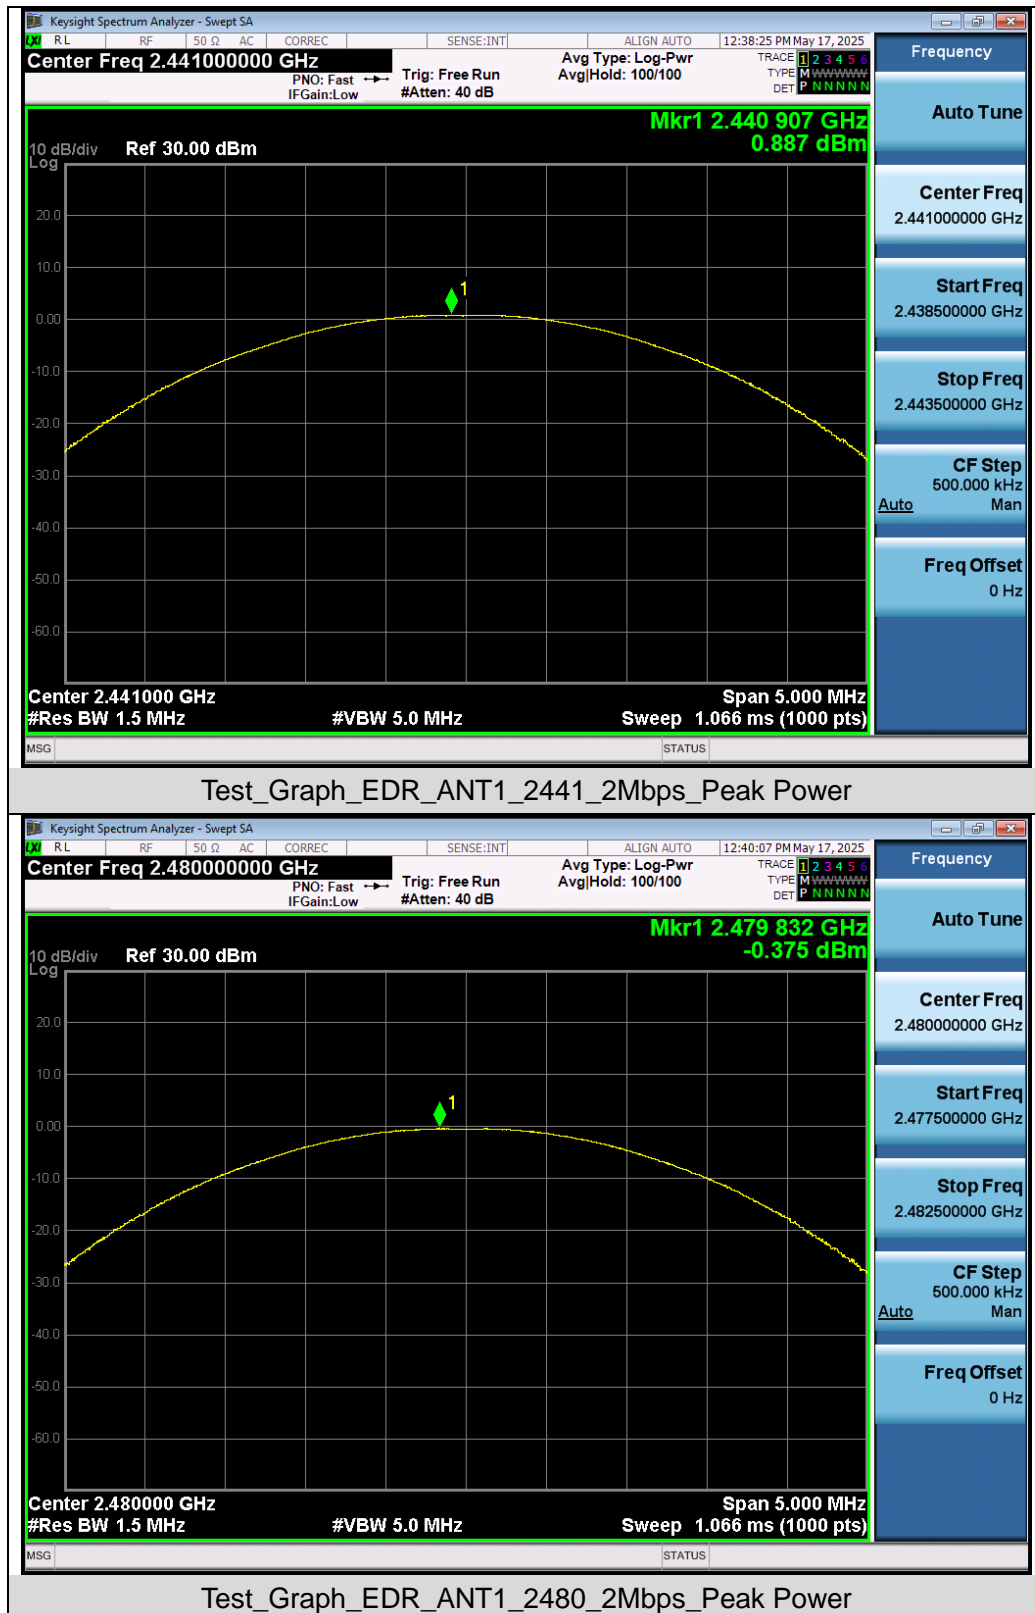 Keysight Spectrum Analyzer - Swept SA
LXI RL RF 50 Ω AC CORREC SENSE:INT ALIGN AUTO 12:38:25 PM May 17, 2025
Center Freq 2.441000000 GHz
PNO: Fast
IFGain:Low
Trig: Free Run
#Atten: 40 dB
Avg Type: Log-Pwr
Avg|Hold: 100/100
TRACE 1 2 3 4 5 6
TYPE M W W W W W
DET P N N N N N
Mkr1 2.440 907 GHz
0.887 dBm
10 dB/div Ref 30.00 dBm
Log
20.0
10.0
1
0.00
-10.0
-20.0
-30.0
-40.0
-50.0
-60.0
Center 2.441000 GHz Span 5.000 MHz
#Res BW 1.5 MHz #VBW 5.0 MHz Sweep 1.066 ms (1000 pts)
MSG STATUS
Frequency
Auto Tune
Center Freq
2.441000000 GHz
Start Freq
2.438500000 GHz
Stop Freq
2.443500000 GHz
CF Step
500.000 kHz
Auto Man
Freq Offset
0 Hz
Test_Graph_EDR_ANT1_2441_2Mbps_Peak Power
Keysight Spectrum Analyzer - Swept SA
LXI RL RF 50 Ω AC CORREC SENSE:INT ALIGN AUTO 12:40:07 PM May 17, 2025
Center Freq 2.480000000 GHz
PNO: Fast
IFGain:Low
Trig: Free Run
#Atten: 40 dB
Avg Type: Log-Pwr
Avg|Hold: 100/100
TRACE 1 2 3 4 5 6
TYPE M W W W W W
DET P N N N N N
Mkr1 2.479 832 GHz
-0.375 dBm
10 dB/div Ref 30.00 dBm
Log
20.0
10.0
1
0.00
-10.0
-20.0
-30.0
-40.0
-50.0
-60.0
Center 2.480000 GHz Span 5.000 MHz
#Res BW 1.5 MHz #VBW 5.0 MHz Sweep 1.066 ms (1000 pts)
MSG STATUS
Frequency
Auto Tune
Center Freq
2.480000000 GHz
Start Freq
2.477500000 GHz
Stop Freq
2.482500000 GHz
CF Step
500.000 kHz
Auto Man
Freq Offset
0 Hz
Test_Graph_EDR_ANT1_2480_2Mbps_Peak Power